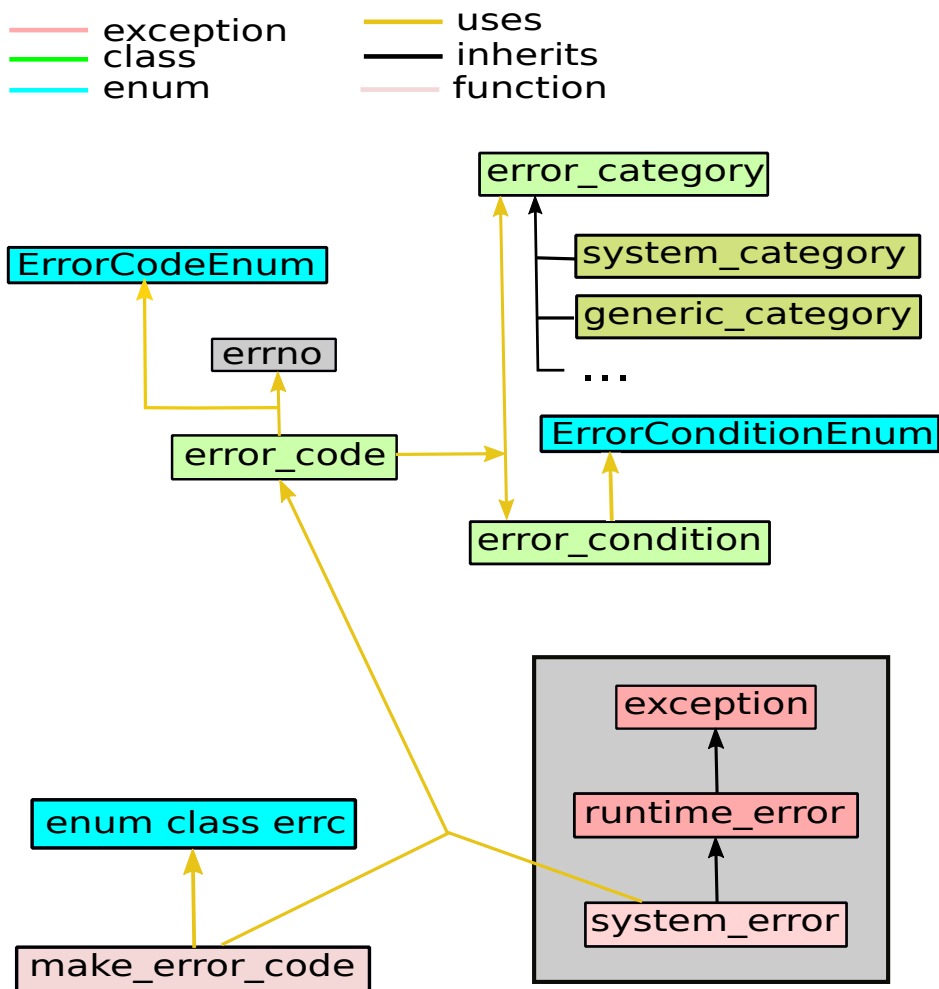 exception
class
enum
uses
inherits
function
error_category
system_category
generic_category
...
ErrorCodeEnum
errno
error_code
ErrorConditionEnum
error_condition
exception
runtime_error
system_error
enum class errc
make_error_code